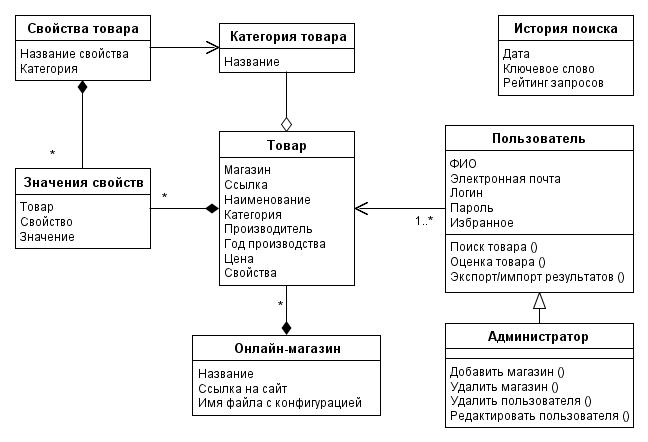 Свойства товара
Название свойства
Категория
Категория товара
Название
История поиска
Дата
Ключевое слово
Рейтинг запросов
*
Значения свойств
Товар
Свойство
Значение
*
Товар
Магазин
Ссылка
Наименование
Категория
Производитель
Год производства
Цена
Свойства
1..*
Пользователь
ФИО
Электронная почта
Логин
Пароль
Избранное
Поиск товара ()
Оценка товара ()
Экспорт/импорт результатов ()
*
Онлайн-магазин
Название
Ссылка на сайт
Имя файла с конфигурацией
Администратор
Добавить магазин ()
Удалить магазин ()
Удалить пользователя ()
Редактировать пользователя ()